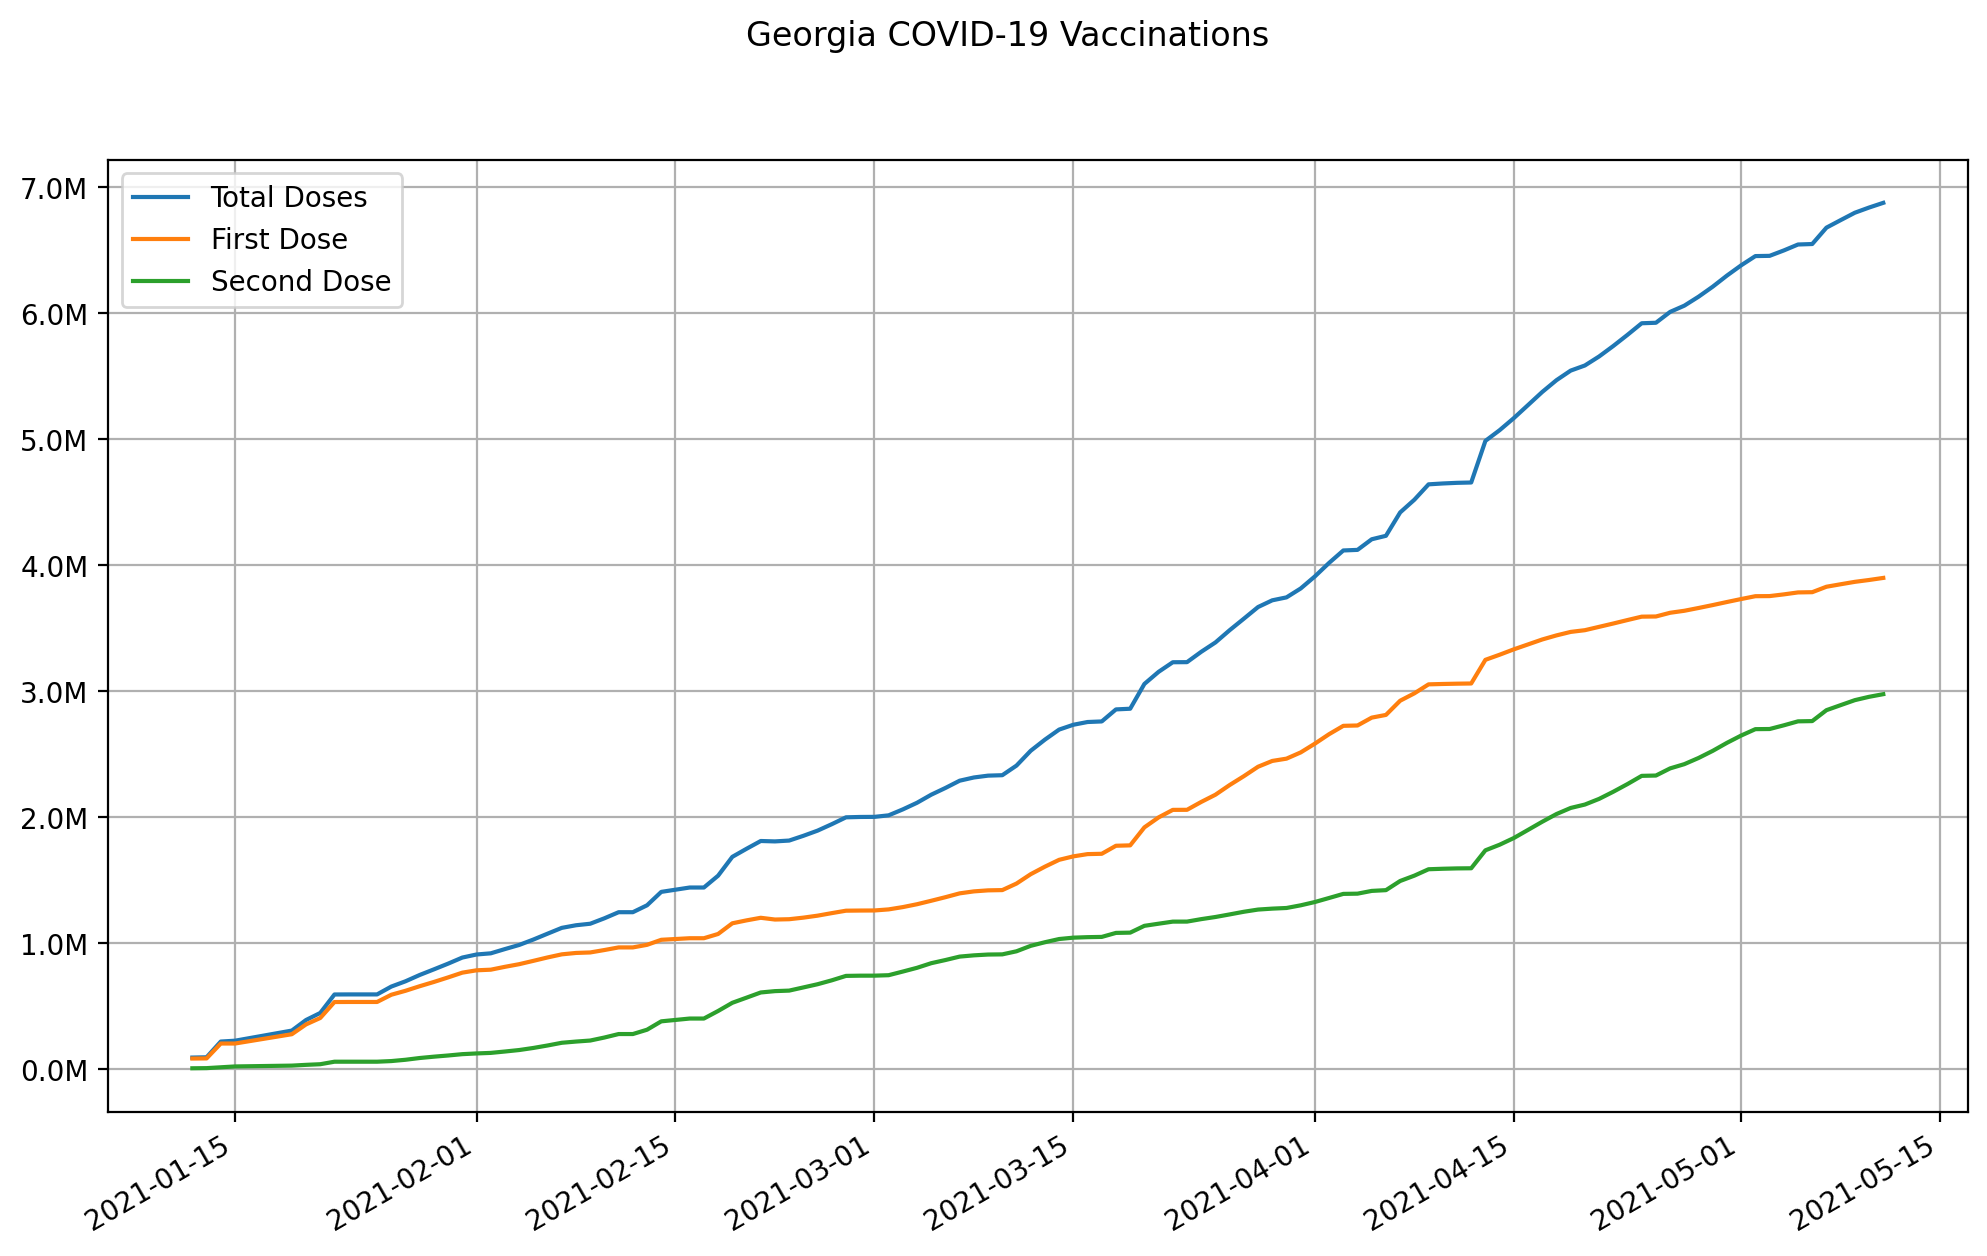 Georgia COVID-19 Vaccinations
Total Doses
First Dose
Second Dose
7.0M
6.0M
5.0M
4.0M
3.0M
2.0M
1.0M
0.0M
2021-01-15
2021-02-01
2021-02-15
2021-03-01
2021-03-15
2021-04-01
2021-04-15
2021-05-01
2021-05-15